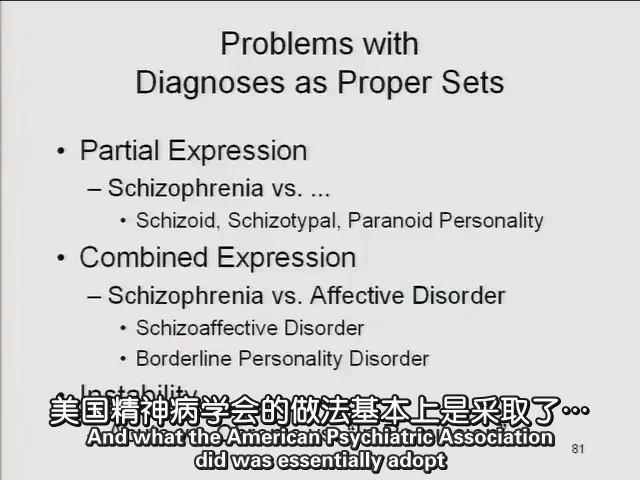 Problems with
Diagnoses as Proper Sets
• Partial Expression
– Schizophrenia vs. ...
• Schizoid, Schizotypal, Paranoid Personality
• Combined Expression
– Schizophrenia vs. Affective Disorder
• Schizoaffective Disorder
• Borderline Personality Disorder
• Instability
美国精神病学会的做法基本上是采取了…
And what the American Psychiatric Association
did was essentially adopt
81